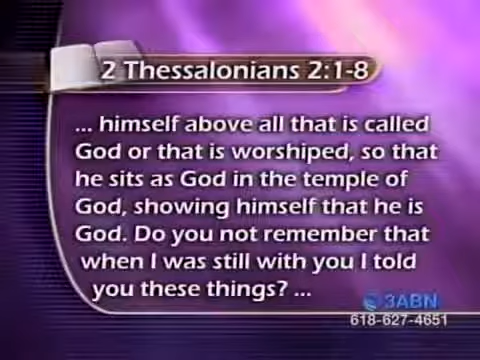 2 Thessalonians 2:1-8
... himself above all that is called
God or that is worshiped, so that
he sits as God in the temple of
God, showing himself that he is
God. Do you not remember that
when I was still with you I told
you these things? ...
3ABN
618-627-4651